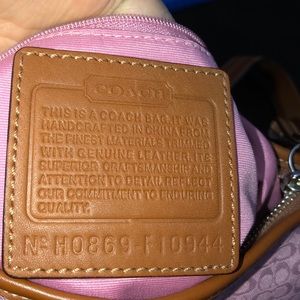 COACH
THIS IS A COACH BAG. IT WAS
HANDCRAFTED IN CHINA FROM
THE FINEST MATERIALS TRIMMED
WITH GENUINE LEATHER. ITS
SUPERIOR CRAFTSMANSHIP AND
ATTENTION TO DETAIL REFLECT
OUR COMMITMENT TO ENDURING
QUALITY.
Nº H0869-F10944